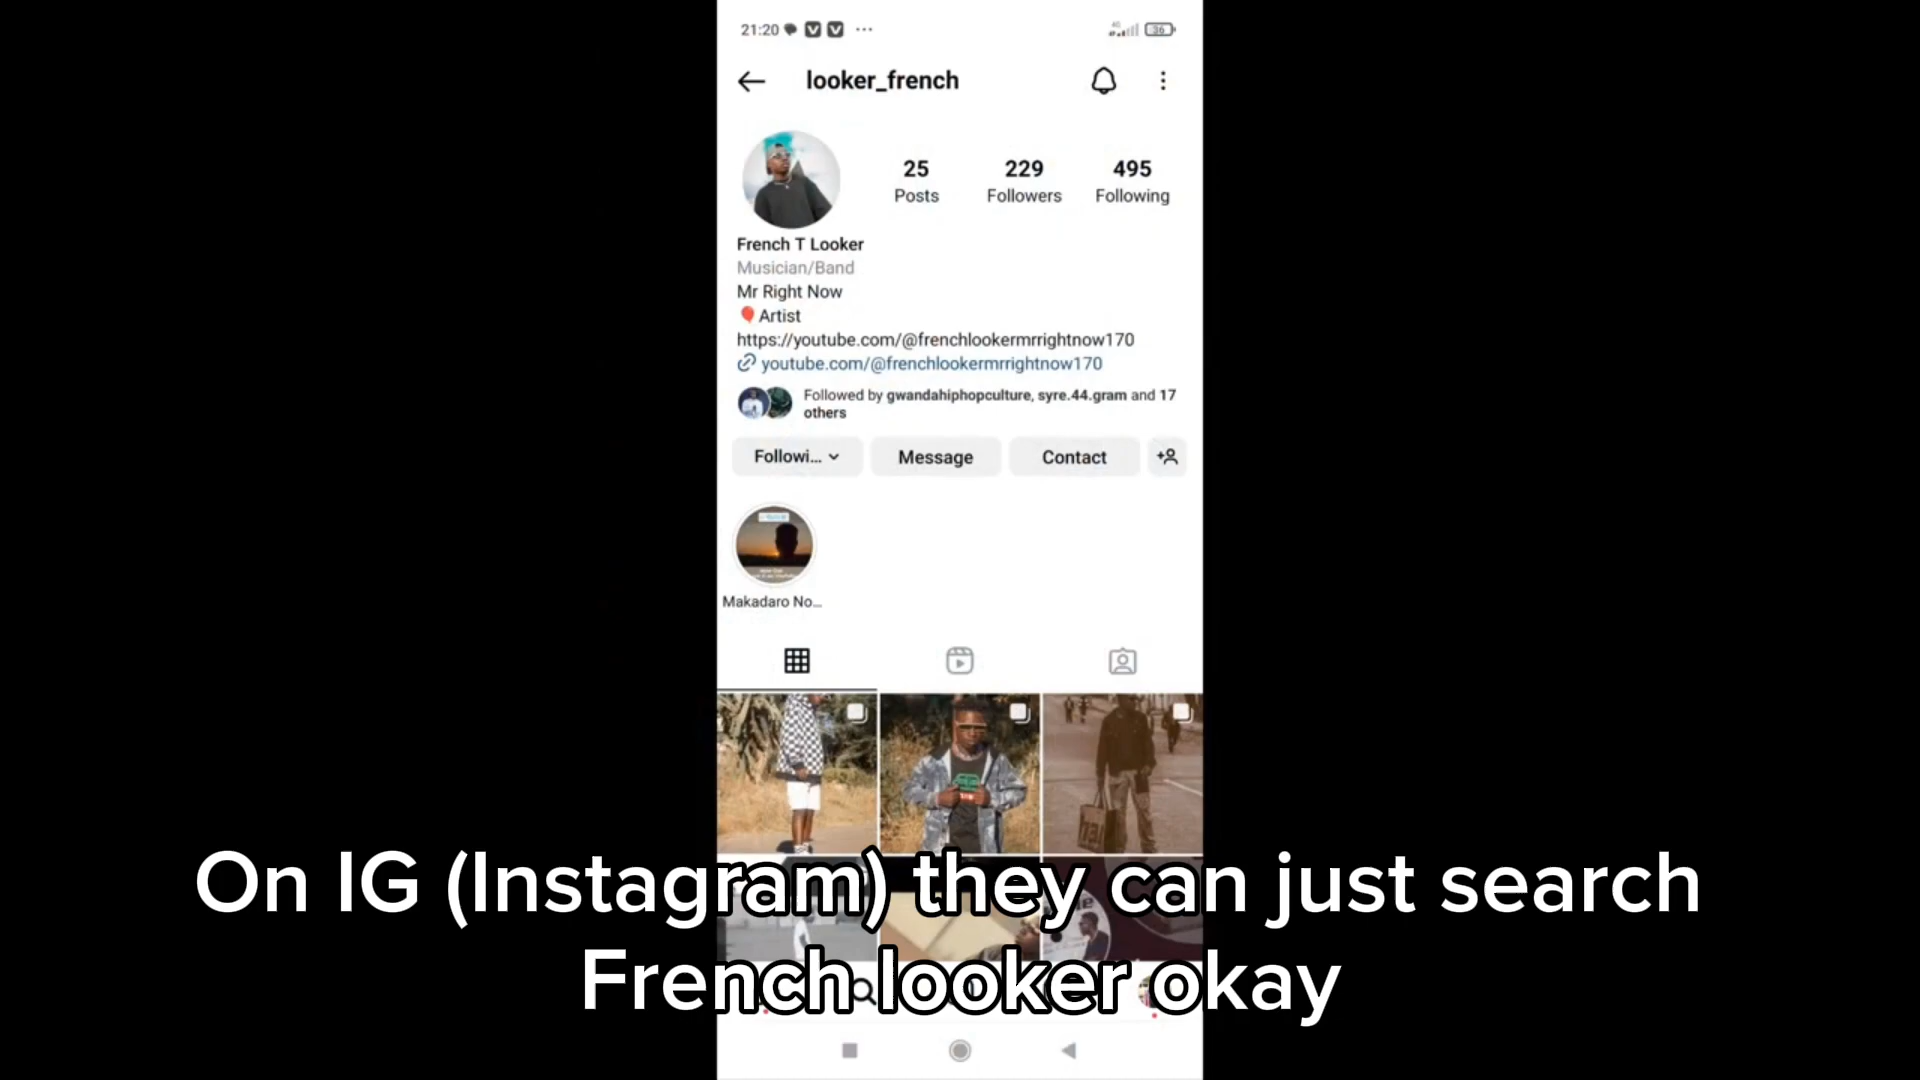 21:20
4G
36
looker_french
25
229
495
Posts
Followers
Following
French T Looker
Musician/Band
Mr Right Now
Artist
https://youtube.com/@frenchlookermrrightnow170
youtube.com/@frenchlookermrrightnow170
Followed by gwandahiphopculture, syre.44.gram and 17
others
Followi...
Message
Contact
Makadaro No...
On IG (Instagram) they can just search
French looker okay